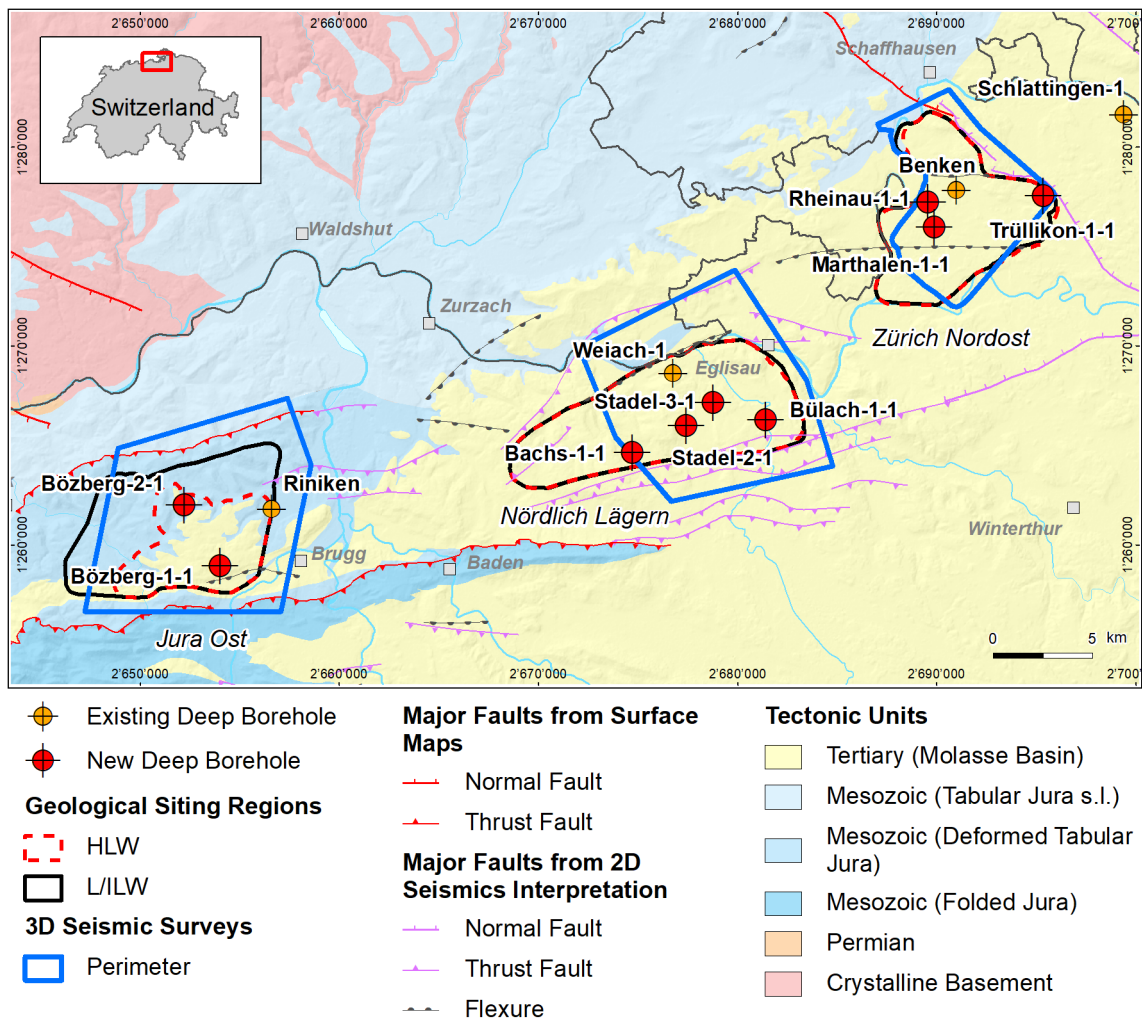 2'650'000
2'660'000
2'670'000
2'680'000
2'690'000
2'700
Switzerland
Schaffhausen
Schlattingen-1
1'280'000
1'280'000
Benken
Rheinau-1-1
Trüllikon-1-1
Waldshut
Marthalen-1-1
Zurzach
Zürich Nordost
1'270'000
1'270'000
Weiach-1
Eglisau
Stadel-3-1
Bülach-1-1
Bachs-1-1
Stadel-2-1
Bözberg-2-1
Riniken
Nördlich Lägern
Winterthur
1'260'000
1'260'000
Brugg
Baden
Bözberg-1-1
Jura Ost
0
5
km
2'650'000
2'660'000
2'670'000
2'680'000
2'690'000
2'700
Existing Deep Borehole
New Deep Borehole
Geological Siting Regions
HLW
L/ILW
3D Seismic Surveys
Perimeter
Major Faults from Surface
Maps
Normal Fault
Thrust Fault
Major Faults from 2D
Seismics Interpretation
Normal Fault
Thrust Fault
Flexure
Tectonic Units
Tertiary (Molasse Basin)
Mesozoic (Tabular Jura s.l.)
Mesozoic (Deformed Tabular
Jura)
Mesozoic (Folded Jura)
Permian
Crystalline Basement